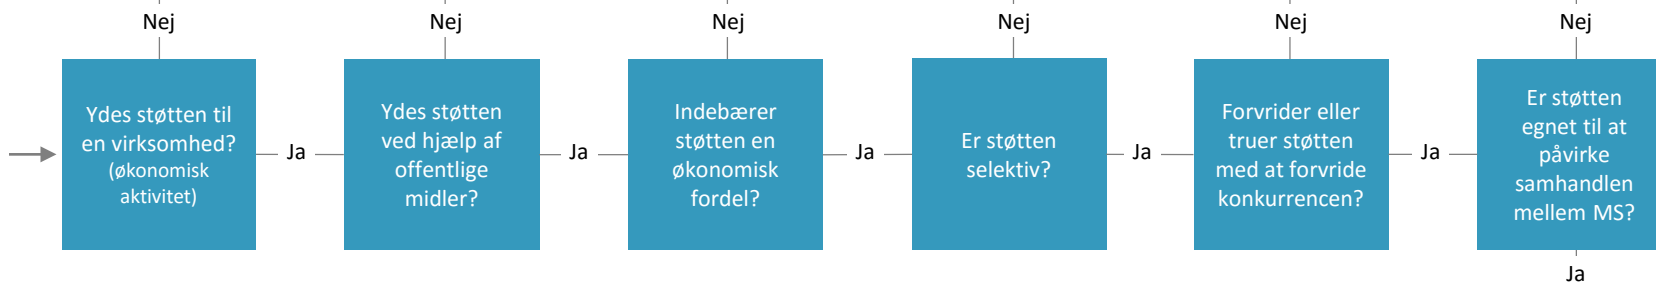 Nej
Nej
Nej
Nej
Nej
Nej
Ydes støtten til
en virksomhed?
(økonomisk
aktivitet)
Ja
Ydes støtten
ved hjælp af
offentlige
midler?
Ja
Indebærer
støtten en
økonomisk
fordel?
Ja
Er støtten
selektiv?
Ja
Forvrider eller
truer støtten
med at forvride
konkurrencen?
Ja
Er støtten
egnet til at
påvirke
samhandlen
mellem MS?
Ja